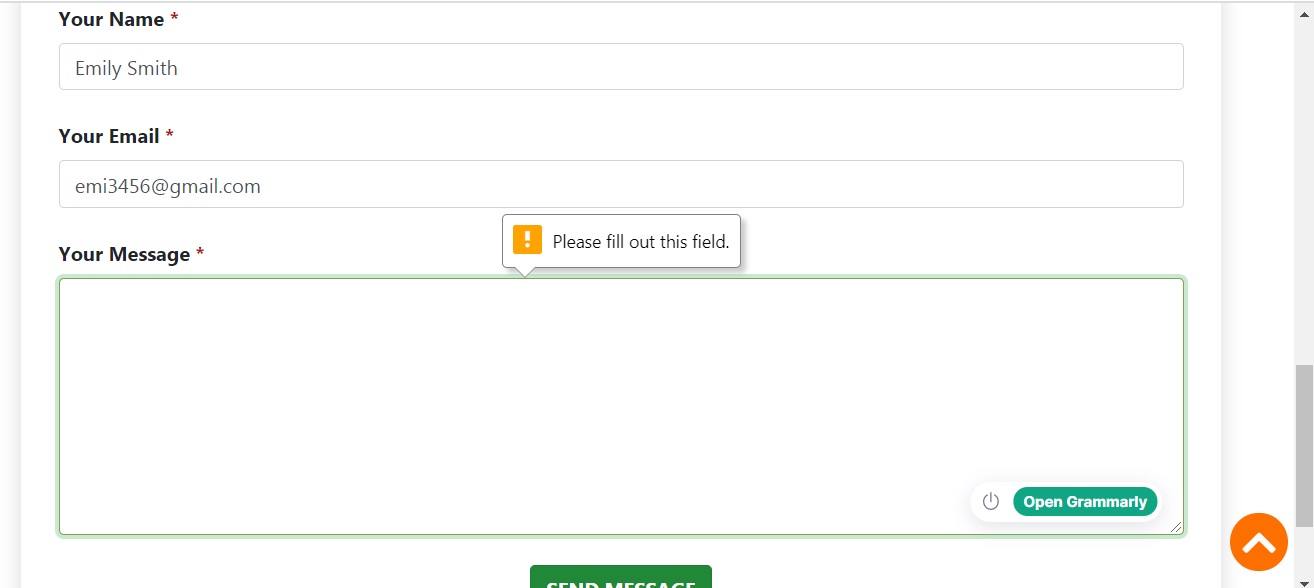 Your Name *
Emily Smith
Your Email *
emi3456@gmail.com
Please fill out this field.
Your Message *
Open Grammarly
SEND MESSAGE